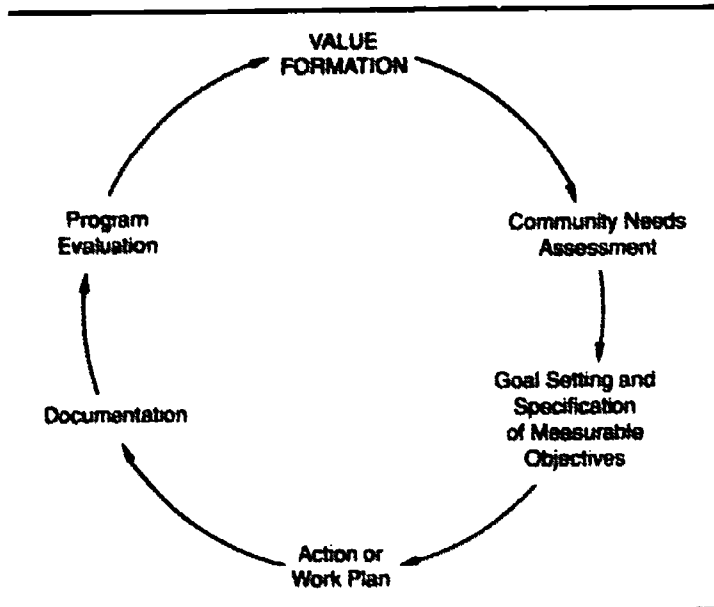 VALUE
FORMATION
Community Needs
Assessment
Goal Setting and
Specification
of Measurable
Objectives
Action or
Work Plan
Documentation
Program
Evaluation